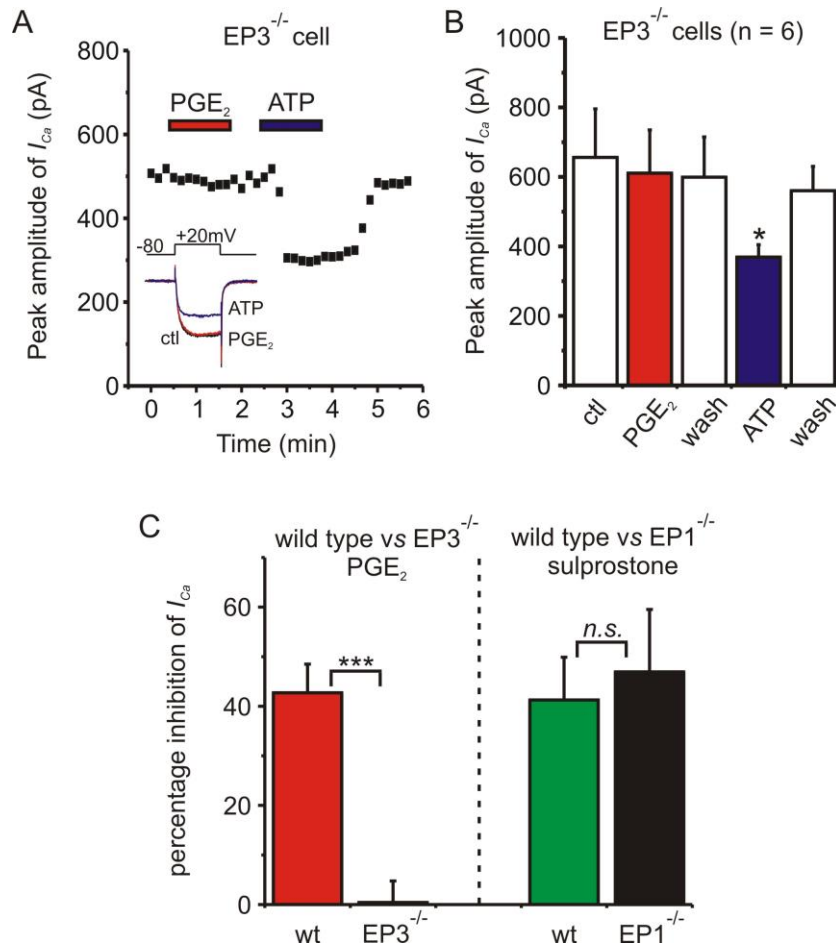 A
EP3-/- cell
Peak amplitude of ICa (pA)
800
600
400
200
0
PGE2
ATP
-80
+20mV
ATP
ctl
PGE2
0 1 2 3 4 5 6
Time (min)
B
EP3-/- cells (n = 6)
Peak amplitude of ICa (pA)
1000
800
600
400
200
0
*
ctl PGE2 wash ATP wash
C
wild type vs EP3-/-
PGE2
wild type vs EP1-/-
sulprostone
percentage inhibition of ICa
60
40
20
0
***
n.s.
wt EP3-/- wt EP1-/-